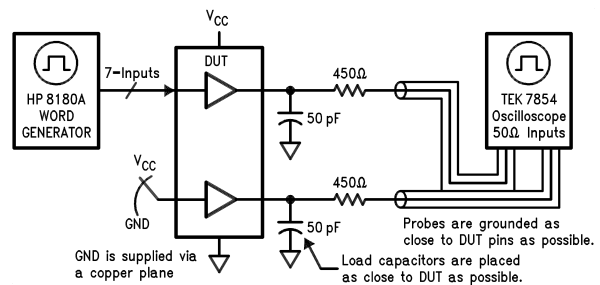 VCC
DUT
7-Inputs
HP 8180A
WORD
GENERATOR
450Ω
50 pF
TEK 7854
Oscilloscope
50Ω Inputs
VCC
GND
450Ω
50 pF
GND is supplied via
a copper plane
Probes are grounded as
close to DUT pins as possible.
Load capacitors are placed
as close to DUT as possible.